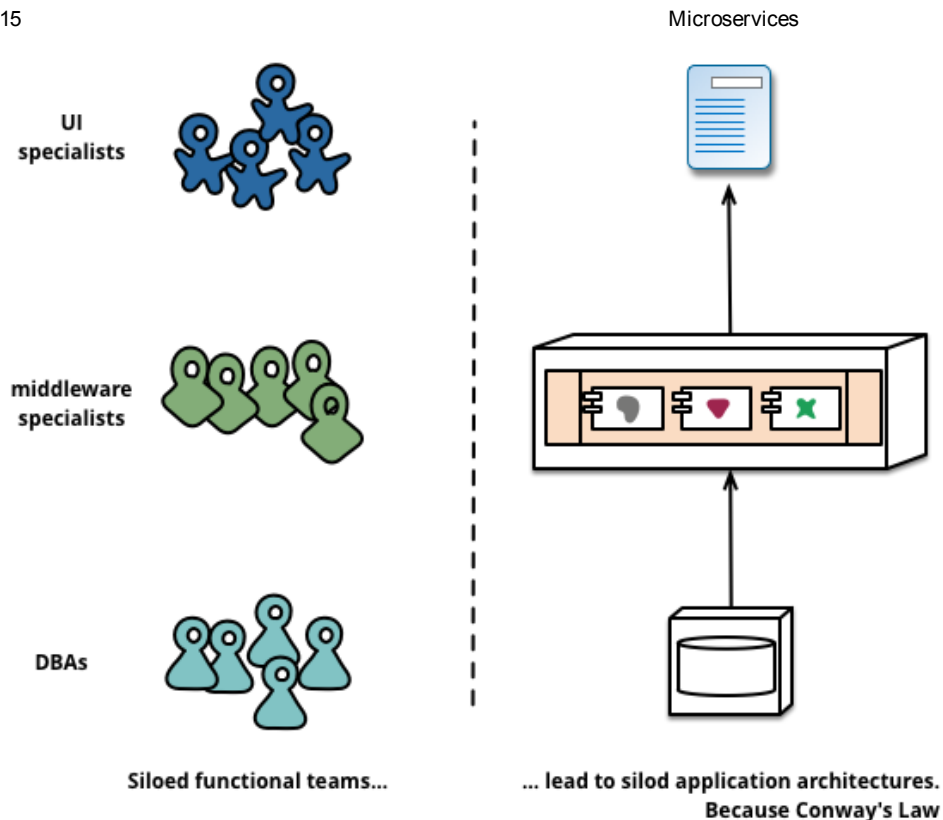 15
Microservices
UI
specialists
middleware
specialists
DBAs
Siloed functional teams...
... lead to silod application architectures.
Because Conway's Law